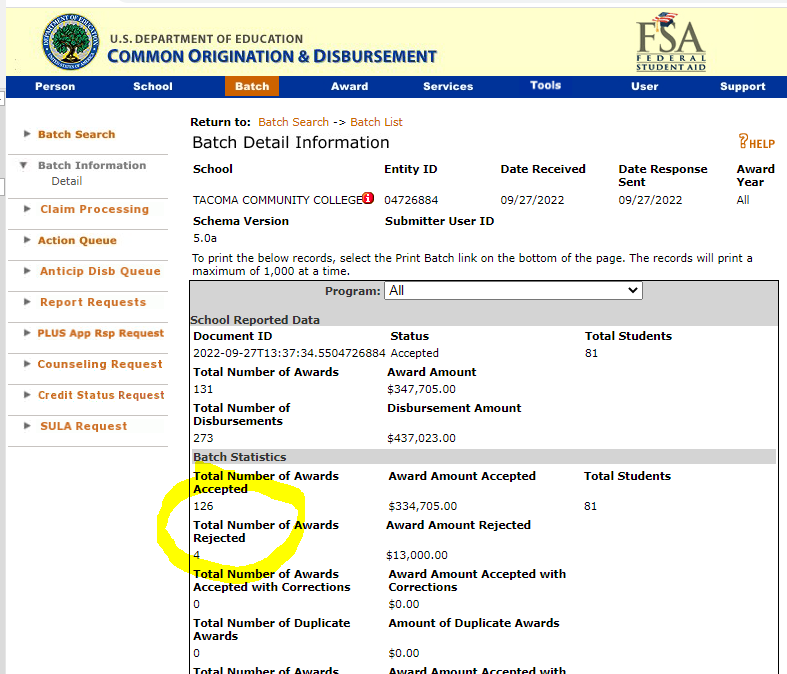 U.S. DEPARTMENT OF EDUCATION
COMMON ORIGINATION & DISBURSEMENT
FSA
FEDERAL
STUDENT AID
Person School Batch Award Services Tools User Support
Return to: Batch Search -> Batch List
Batch Detail Information
HELP
Batch Search
Batch Information
Detail
Claim Processing
Action Queue
Anticip Disb Queue
Report Requests
PLUS App Rsp Request
Counseling Request
Credit Status Request
SULA Request
School Entity ID Date Received Date Response Sent Award Year
TACOMA COMMUNITY COLLEGE 04726884 09/27/2022 09/27/2022 All
Schema Version Submitter User ID
5.0a
To print the below records, select the Print Batch link on the bottom of the page. The records will print a
maximum of 1,000 at a time.
Program: All
School Reported Data
Document ID Status Total Students
2022-09-27T13:37:34.5504726884 Accepted 81
Total Number of Awards Award Amount
131 $347,705.00
Total Number of Disbursements Disbursement Amount
273 $437,023.00
Batch Statistics
Total Number of Awards Accepted Award Amount Accepted Total Students
126 $334,705.00 81
Total Number of Awards Rejected Award Amount Rejected
4 $13,000.00
Total Number of Awards Accepted with Corrections Award Amount Accepted with Corrections
0 $0.00
Total Number of Duplicate Awards Amount of Duplicate Awards
0 $0.00
Total Number of Awards Award Amount Accepted with